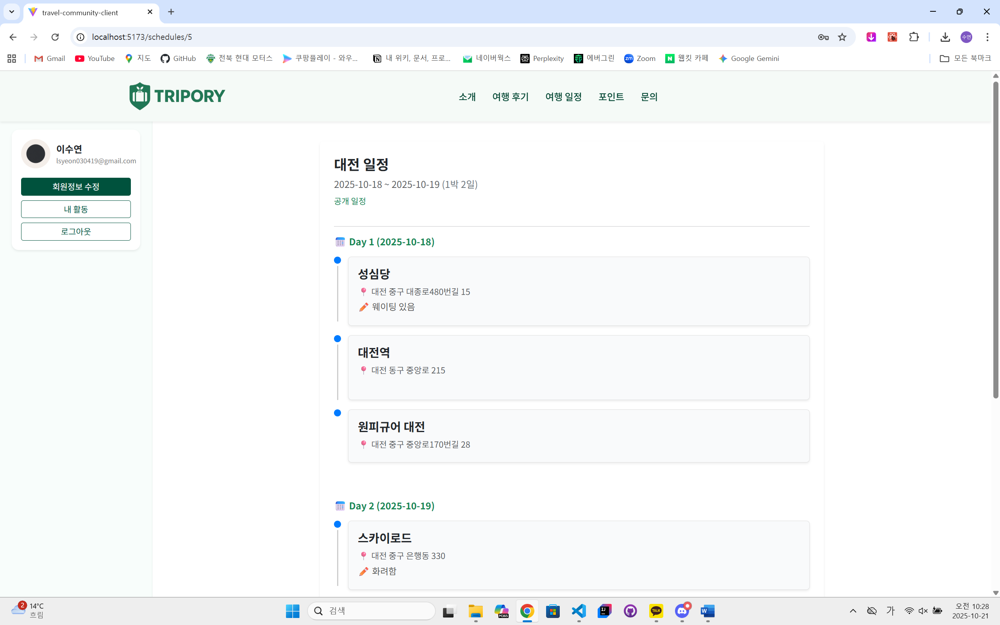 travel-community-client
localhost:5173/schedules/5
수연
Gmail
YouTube
지도
GitHub
전북 현대 모터스
쿠팡플레이 - 와우...
내 위키, 문서, 프로...
네이버웍스
Perplexity
에버그린
Zoom
웹킷 카페
Google Gemini
모든 북마크
TRIPORY
소개
여행 후기
여행 일정
포인트
문의
이수연
lsyeon030419@gmail.com
회원정보 수정
내 활동
로그아웃
대전 일정
2025-10-18 ~ 2025-10-19 (1박 2일)
공개 일정
Day 1 (2025-10-18)
성심당
대전 중구 대종로480번길 15
웨이팅 있음
대전역
대전 동구 중앙로 215
원피규어 대전
대전 중구 중앙로170번길 28
Day 2 (2025-10-19)
스카이로드
대전 중구 은행동 330
화려함
2
14°C
흐림
검색
M365
IJ
TALK
W
가
오전 10:28
2025-10-21